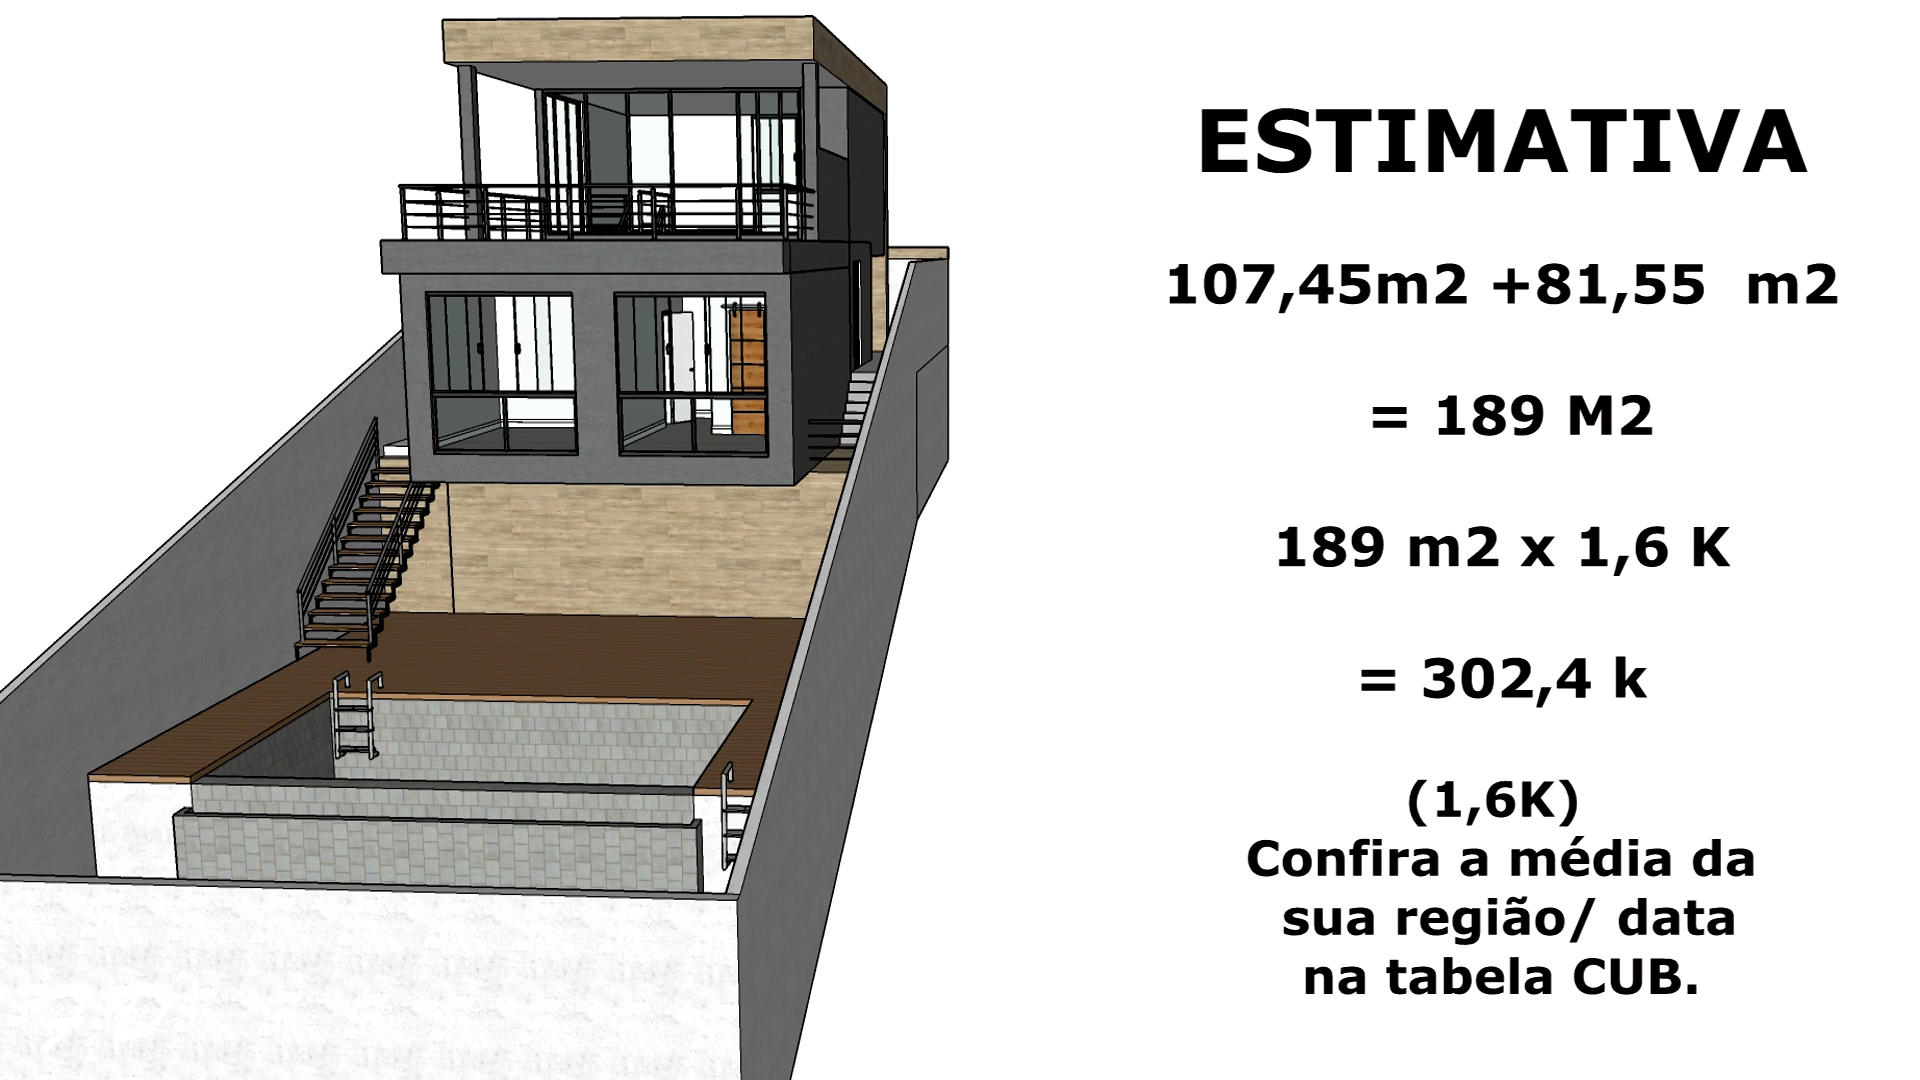 ESTIMATIVA
107,45m2 +81,55 m2
= 189 M2
189 m2 x 1,6 K
= 302,4 k
(1,6K)
Confira a média da
sua região/ data
na tabela CUB.